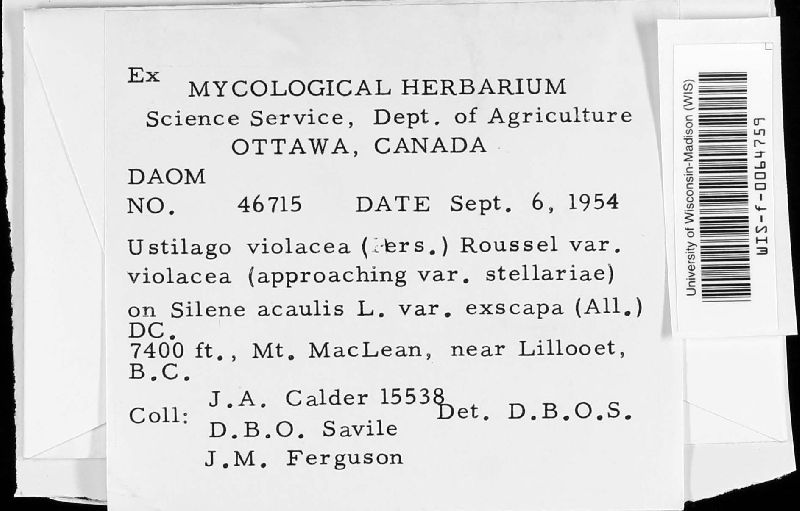 Ex
MYCOLOGICAL HERBARIUM
Science Service, Dept. of Agriculture
OTTAWA, CANADA
DAOM
NO. 46715 DATE Sept. 6, 1954
Ustilago violacea (Pers.) Roussel var.
violacea (approaching var. stellariae)
on Silene acaulis L. var. exscapa (All.)
DC.
7400 ft., Mt. MacLean, near Lillooet,
B.C.
Coll: J.A. Calder 15538 Det. D.B.O.S.
D.B.O. Savile
J.M. Ferguson
University of Wisconsin-Madison (WIS)
WIS-f-0064759